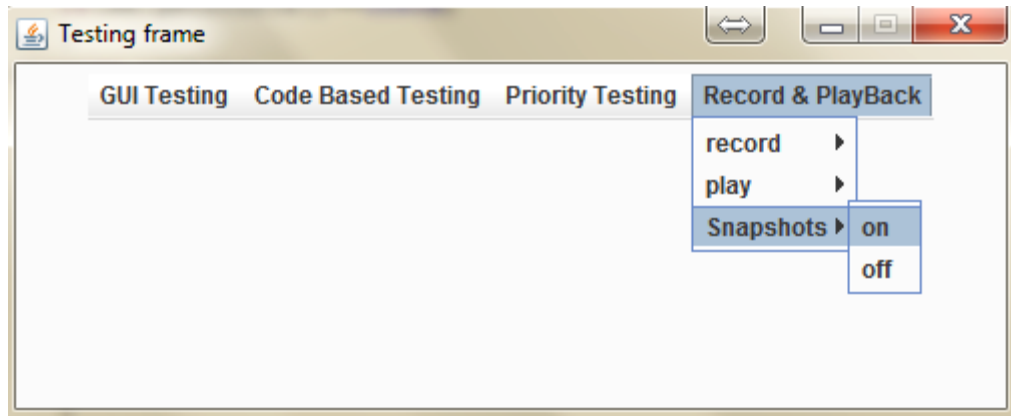 Testing frame
GUI Testing Code Based Testing Priority Testing Record & PlayBack
record
play
Snapshots on
off